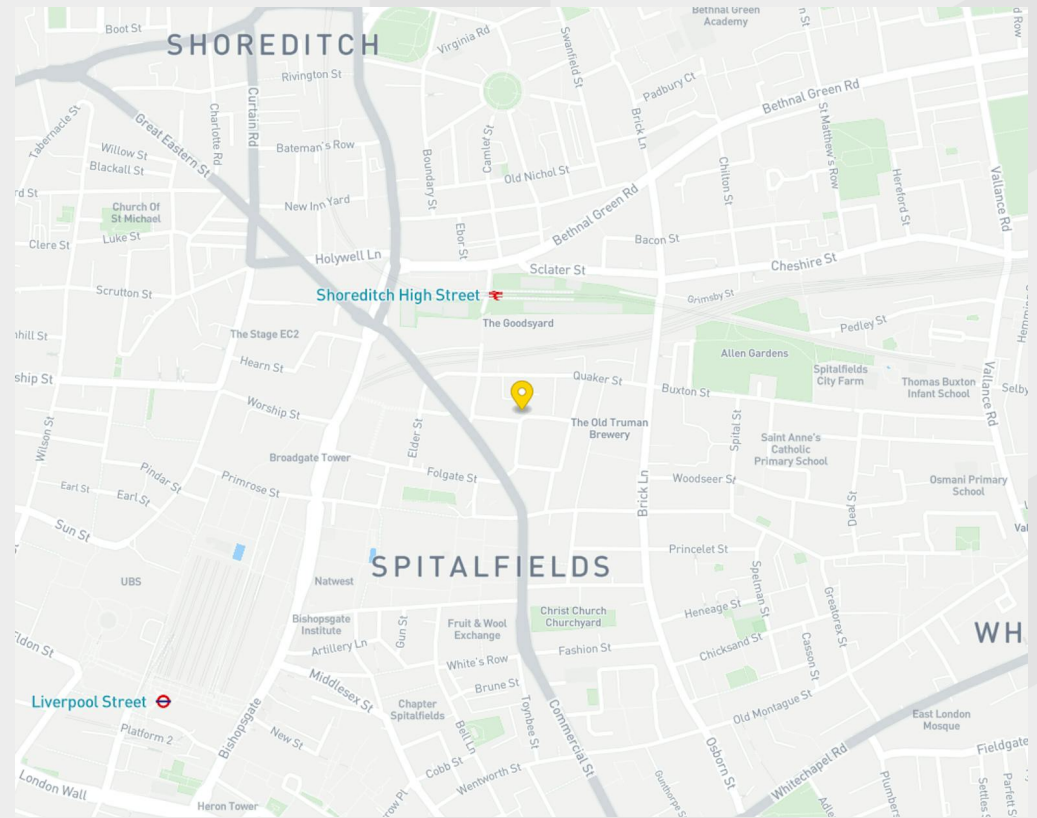 Boot St
SHOREDITCH
Virginia Rd
Bethnal Green
Academy
Swanfield St
Rivington St
Padbury Ct
Bethnal Green Rd
Tabernacle St
Great Eastern St
Charlotte Rd
Curtain Rd
Brick Ln
St Matthew's Row
Willow St
Blackall St
Bateman's Row
Boundary St
Camlet St
Old Nichol St
Chilton St
Hereford St
Vallance Rd
Church Of
St Michael
New Inn Yard
Bethnal Green Rd
Clere St
Luke St
Ebor St
Bacon St
Holywell Ln
Sclater St
Cheshire St
Scrutton St
Shoreditch High Street
Grimsby St
The Goodsyard
Pedley St
The Stage EC2
Allen Gardens
Hearn St
Quaker St
Buxton St
Spitalfields
City Farm
Thomas Buxton
Infant School
Vallance Rd
Worship St
Wilson St
Elder St
The Old Truman
Brewery
Spital St
Saint Anne's
Catholic
Primary School
Broadgate Tower
Pindar St
Primrose St
Folgate St
Brick Ln
Woodseer St
Osmani Primary
School
Earl St
Earl St
Deal St
Sun St
Princelet St
SPITALFIELDS
UBS
Natwest
Spelman St
Greatorex St
Bishopsgate
Institute
Artillery Ln
Gun St
Fruit & Wool
Exchange
Christ Church
Churchyard
Heneage St
WH
Fashion St
Chicksand St
Casson St
White's Row
Middlesex St
Brune St
Liverpool Street
Chapter
Spitalfields
Toynbee St
Commercial St
Old Montague St
East London
Mosque
Platform 2
Bishopsgate
New St
Bell Ln
Osborn St
Whitechapel Rd
Fieldgate
Cobb St
Wentworth St
London Wall
Heron Tower
Gunthorpe S
Plumbers
Settles
Parfett S